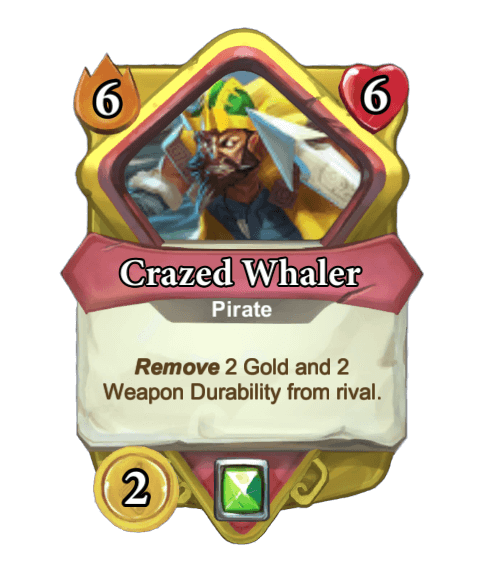 6 6
Crazed Whaler
Pirate
Remove 2 Gold and 2
Weapon Durability from rival.
2